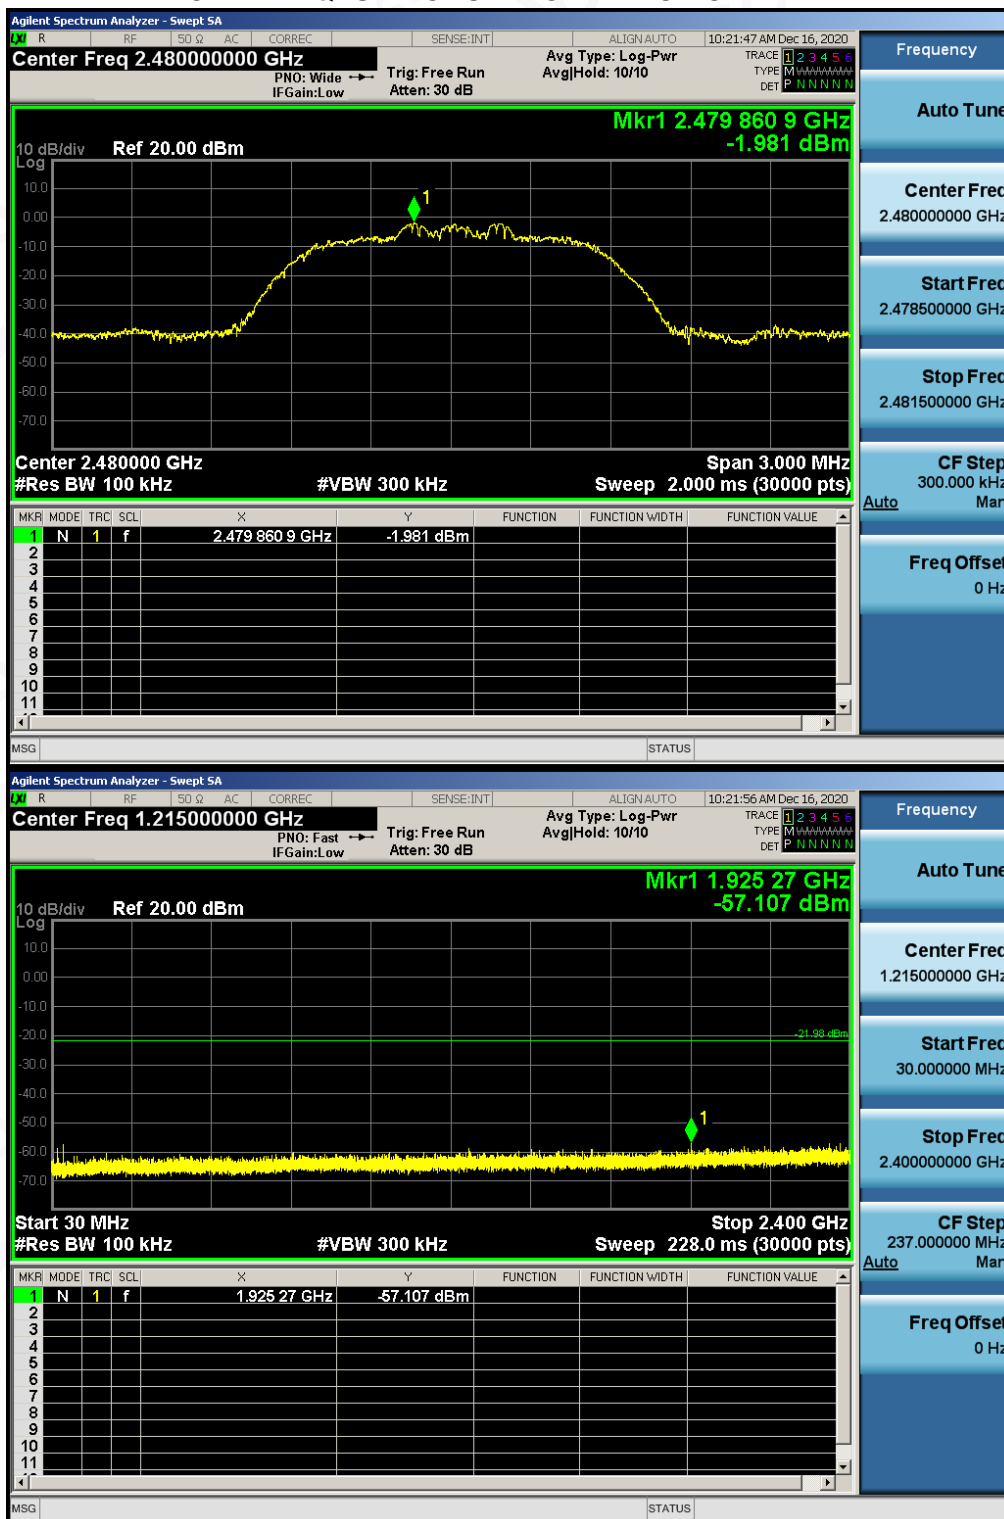 Agilent Spectrum Analyzer - Swept SA
LXI R RF 50 Ω AC CORREC SENSE:INT ALIGN AUTO 10:21:47 AM Dec 16, 2020
Center Freq 2.480000000 GHz Avg Type: Log-Pwr TRACE 1 2 3 4 5 6
PNO: Wide Trig: Free Run Avg|Hold: 10/10 TYPE M WWWWW
IFGain:Low Atten: 30 dB DET P N N N N N
Frequency
Auto Tune
Mkr1 2.479 860 9 GHz
-1.981 dBm
10 dB/div Ref 20.00 dBm
Log
10.0
0.00
-10.0
-20.0
-30.0
-40.0
-50.0
-60.0
-70.0
1
Center 2.480000 GHz Span 3.000 MHz
#Res BW 100 kHz #VBW 300 kHz Sweep 2.000 ms (30000 pts)
Center Freq
2.480000000 GHz
Start Freq
2.478500000 GHz
Stop Freq
2.481500000 GHz
CF Step
300.000 kHz
Auto Man
Freq Offset
0 Hz
MKR MODE TRC SCL X Y FUNCTION FUNCTION WIDTH FUNCTION VALUE
1 N 1 f 2.479 860 9 GHz -1.981 dBm
2
3
4
5
6
7
8
9
10
11
MSG STATUS
Agilent Spectrum Analyzer - Swept SA
LXI R RF 50 Ω AC CORREC SENSE:INT ALIGN AUTO 10:21:56 AM Dec 16, 2020
Center Freq 1.215000000 GHz Avg Type: Log-Pwr TRACE 1 2 3 4 5 6
PNO: Fast Trig: Free Run Avg|Hold: 10/10 TYPE M WWWWW
IFGain:Low Atten: 30 dB DET P N N N N N
Frequency
Auto Tune
Mkr1 1.925 27 GHz
-57.107 dBm
10 dB/div Ref 20.00 dBm
Log
10.0
0.00
-10.0
-20.0
-30.0
-40.0
-50.0
-60.0
-70.0
-21.98 dBm
1
Start 30 MHz Stop 2.400 GHz
#Res BW 100 kHz #VBW 300 kHz Sweep 228.0 ms (30000 pts)
Center Freq
1.215000000 GHz
Start Freq
30.000000 MHz
Stop Freq
2.400000000 GHz
CF Step
237.000000 MHz
Auto Man
Freq Offset
0 Hz
MKR MODE TRC SCL X Y FUNCTION FUNCTION WIDTH FUNCTION VALUE
1 N 1 f 1.925 27 GHz -57.107 dBm
2
3
4
5
6
7
8
9
10
11
MSG STATUS